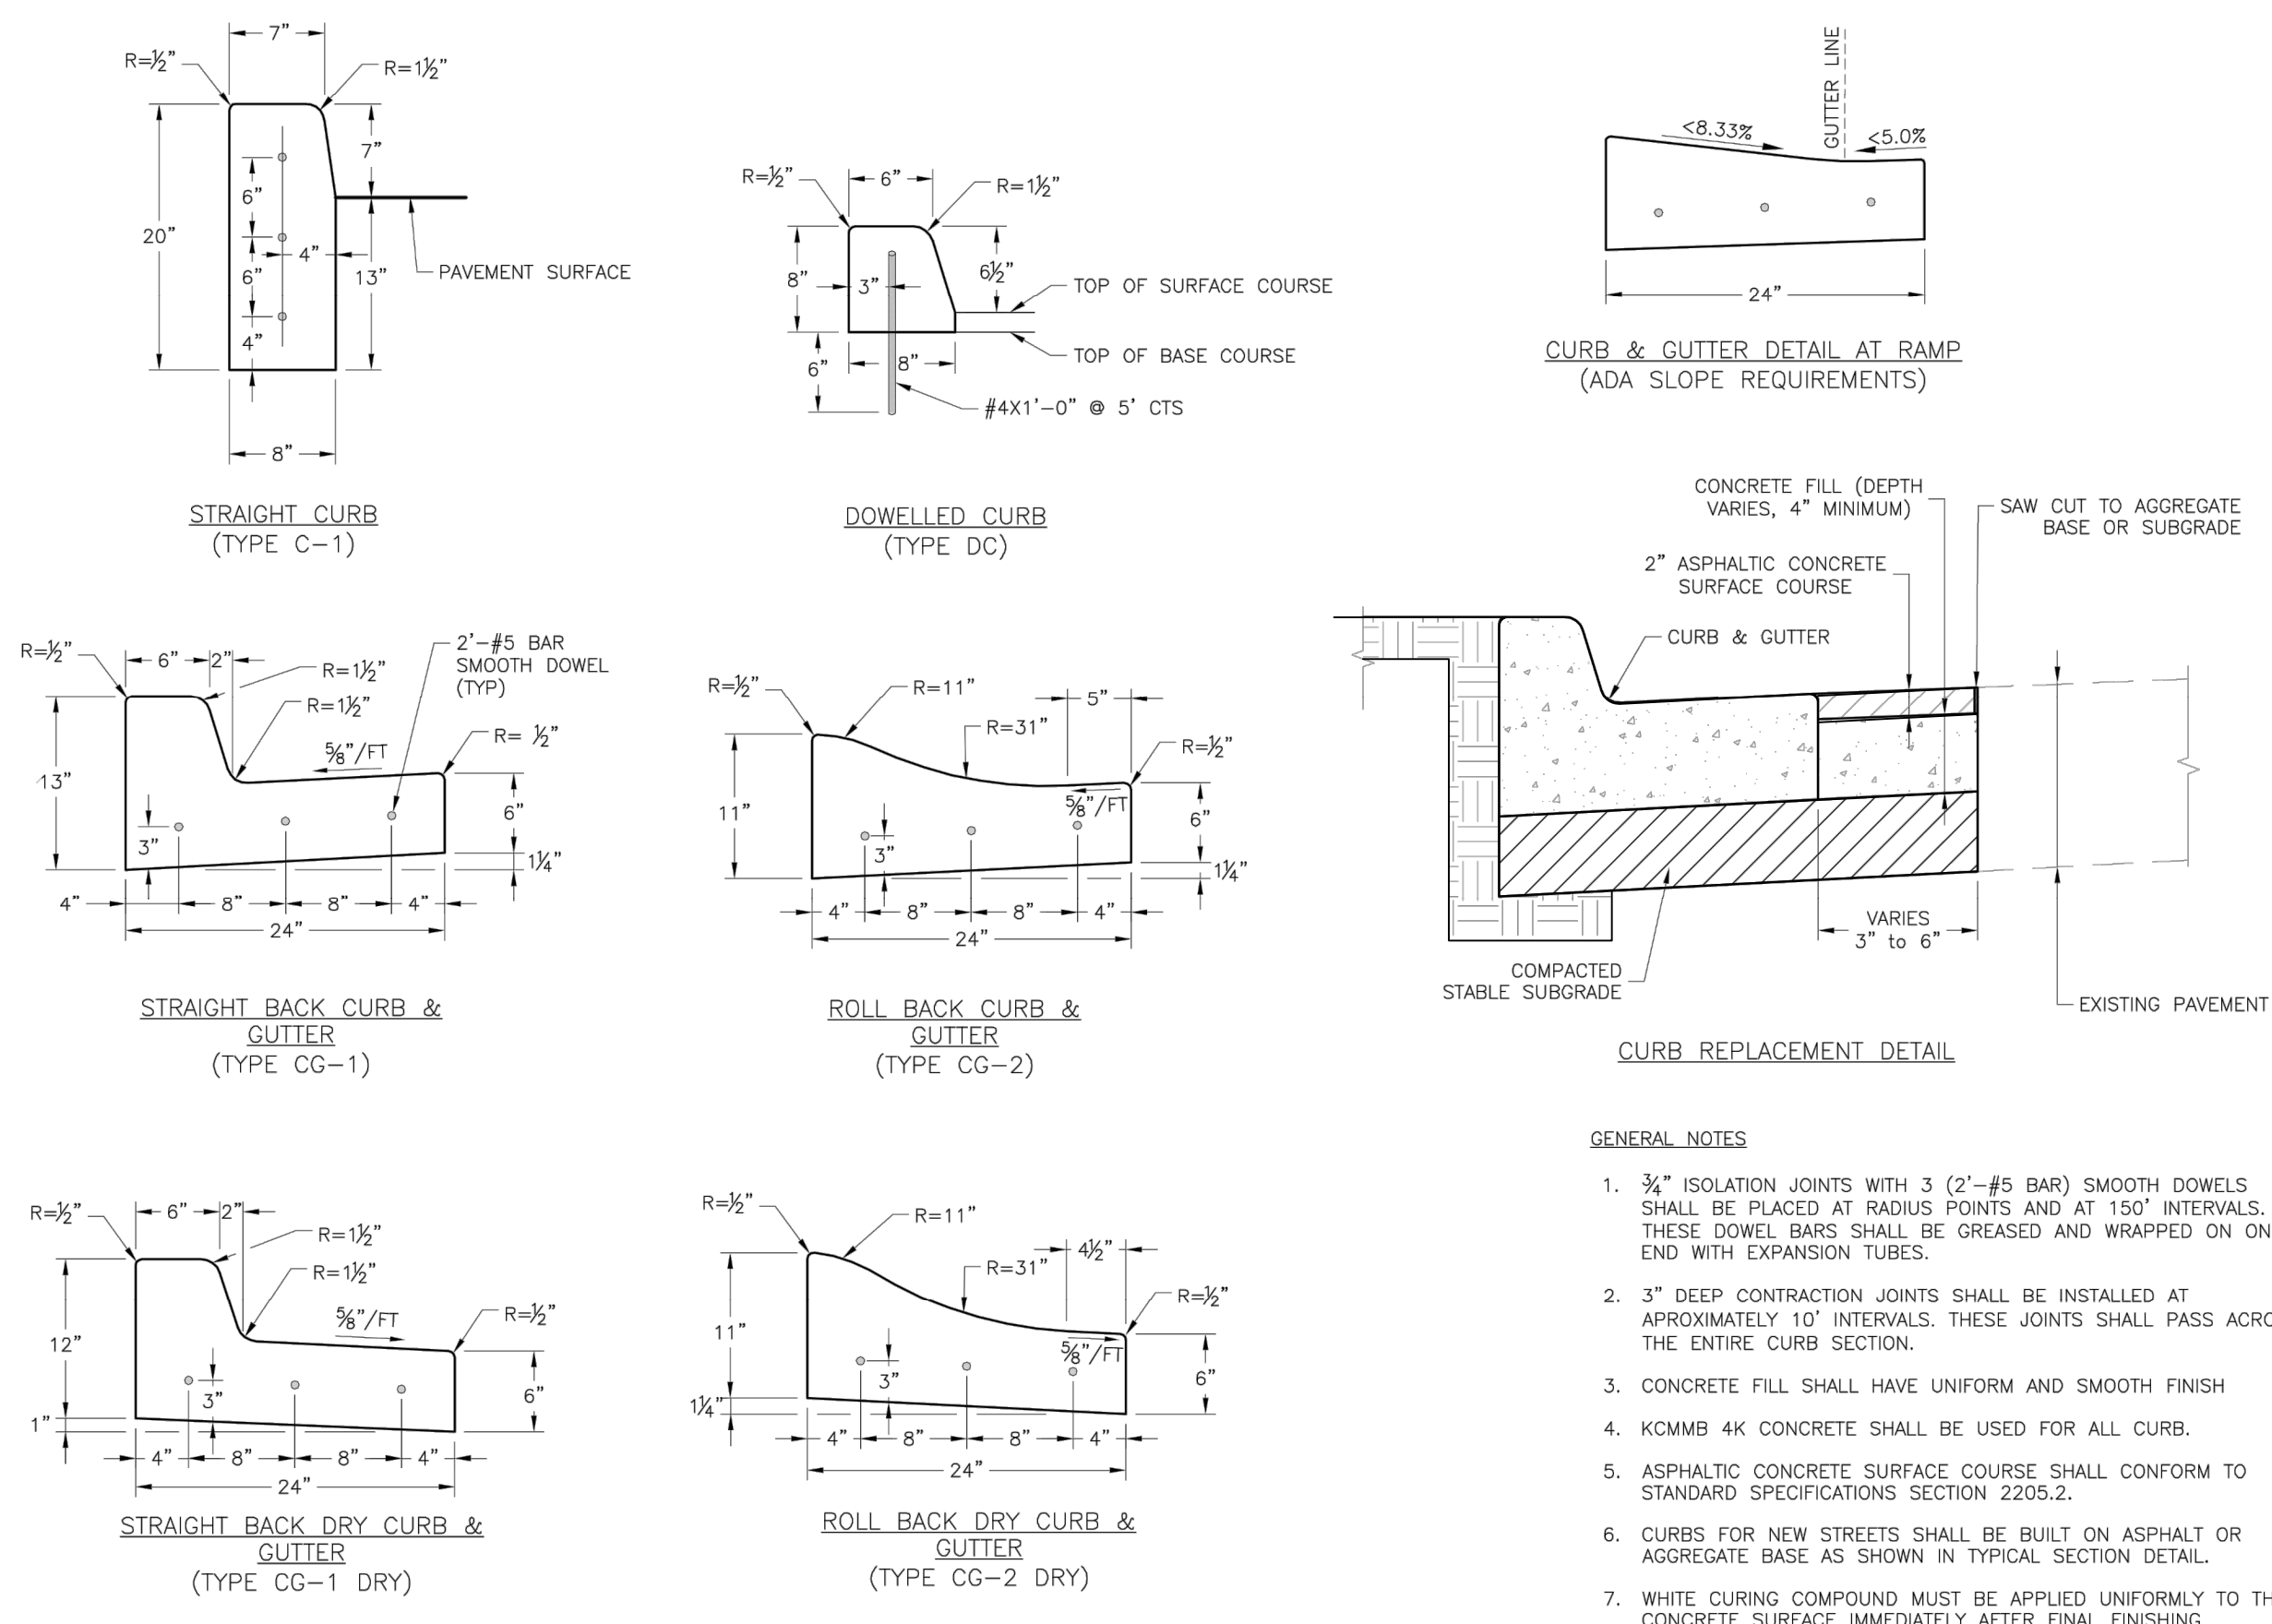 7"
R=½"
R=1½"
7"
6"
20"
4"
6"
13"
PAVEMENT SURFACE
4"
8"
STRAIGHT CURB
(TYPE C-1)
R=½"
6"
R=1½"
8"
3"
6½"
TOP OF SURFACE COURSE
TOP OF BASE COURSE
6"
8"
#4X1'-0" @ 5' CTS
DOWELLED CURB
(TYPE DC)
GUTTER LINE
<8.33%
<5.0%
24"
CURB & GUTTER DETAIL AT RAMP
(ADA SLOPE REQUIREMENTS)
R=½"
6"
2"
R=1½"
R=1½"
2'-#5 BAR
SMOOTH DOWEL
(TYP)
⅝"/FT
R= ½"
13"
3"
6"
1¼"
4"
8"
8"
4"
24"
STRAIGHT BACK CURB &
GUTTER
(TYPE CG-1)
R=½"
R=11"
R=31"
5"
R=½"
⅝"/FT
11"
3"
6"
1¼"
4"
8"
8"
4"
24"
ROLL BACK CURB &
GUTTER
(TYPE CG-2)
CONCRETE FILL (DEPTH
VARIES, 4" MINIMUM)
SAW CUT TO AGGREGATE
BASE OR SUBGRADE
2" ASPHALTIC CONCRETE
SURFACE COURSE
CURB & GUTTER
VARIES
3" to 6"
COMPACTED
STABLE SUBGRADE
EXISTING PAVEMENT
CURB REPLACEMENT DETAIL
R=½"
6"
2"
R=1½"
R=1½"
⅝"/FT
R=½"
12"
3"
6"
1"
4"
8"
8"
4"
24"
STRAIGHT BACK DRY CURB &
GUTTER
(TYPE CG-1 DRY)
R=½"
R=11"
R=31"
4½"
R=½"
⅝"/FT
11"
3"
6"
1¼"
4"
8"
8"
4"
24"
ROLL BACK DRY CURB &
GUTTER
(TYPE CG-2 DRY)
GENERAL NOTES
1. ¾" ISOLATION JOINTS WITH 3 (2'-#5 BAR) SMOOTH DOWELS
SHALL BE PLACED AT RADIUS POINTS AND AT 150' INTERVALS.
THESE DOWEL BARS SHALL BE GREASED AND WRAPPED ON ON
END WITH EXPANSION TUBES.
2. 3" DEEP CONTRACTION JOINTS SHALL BE INSTALLED AT
APROXIMATELY 10' INTERVALS. THESE JOINTS SHALL PASS ACRO
THE ENTIRE CURB SECTION.
3. CONCRETE FILL SHALL HAVE UNIFORM AND SMOOTH FINISH
4. KCMMB 4K CONCRETE SHALL BE USED FOR ALL CURB.
5. ASPHALTIC CONCRETE SURFACE COURSE SHALL CONFORM TO
STANDARD SPECIFICATIONS SECTION 2205.2.
6. CURBS FOR NEW STREETS SHALL BE BUILT ON ASPHALT OR
AGGREGATE BASE AS SHOWN IN TYPICAL SECTION DETAIL.
7. WHITE CURING COMPOUND MUST BE APPLIED UNIFORMLY TO TH
CONCRETE SURFACE IMMEDIATELY AFTER FINAL FINISHING